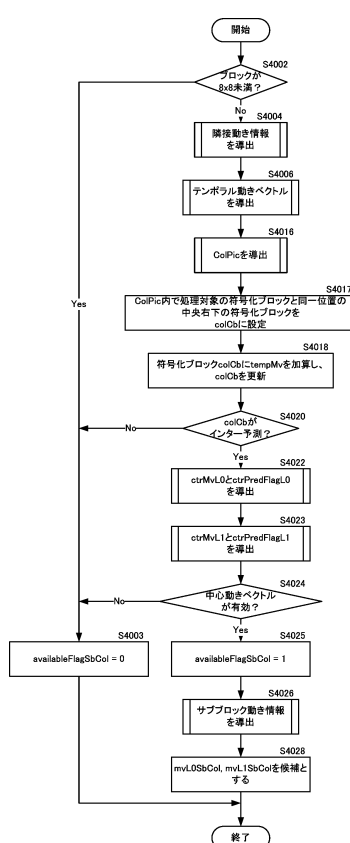 開始
S4002
ブロックが
8x8未満?
No
S4004
隣接動き情報
を導出
S4006
テンポラル動きベクトル
を導出
S4016
ColPicを導出
S4017
ColPic内で処理対象の符号化ブロックと同一位置の
中央右下の符号化ブロックを
colCbに設定
Yes
S4018
符号化ブロックcolCbにtempMvを加算し、
colCbを更新
S4020
colCbが
インター予測?
No
Yes
S4022
ctrMvL0とctrPredFlagL0
を導出
S4023
ctrMvL1とctrPredFlagL1
を導出
S4024
中心動きベクトル
が有効?
No
Yes
S4003
availableFlagSbCol = 0
S4025
availableFlagSbCol = 1
S4026
サブブロック動き情報
を導出
S4028
mvL0SbCol, mvL1SbColを候補と
する
終了